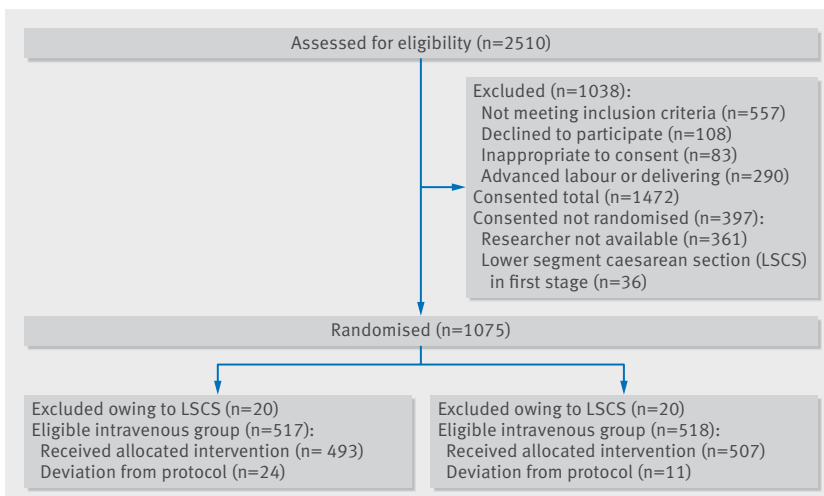 Assessed for eligibility (n=2510)
Excluded (n=1038):
Not meeting inclusion criteria (n=557)
Declined to participate (n=108)
Inappropriate to consent (n=83)
Advanced labour or delivering (n=290)
Consented total (n=1472)
Consented not randomised (n=397):
Researcher not available (n=361)
Lower segment caesarean section (LSCS)
in first stage (n=36)
Randomised (n=1075)
Excluded owing to LSCS (n=20)
Eligible intravenous group (n=517):
Received allocated intervention (n= 493)
Deviation from protocol (n=24)
Excluded owing to LSCS (n=20)
Eligible intravenous group (n=518):
Received allocated intervention (n=507)
Deviation from protocol (n=11)